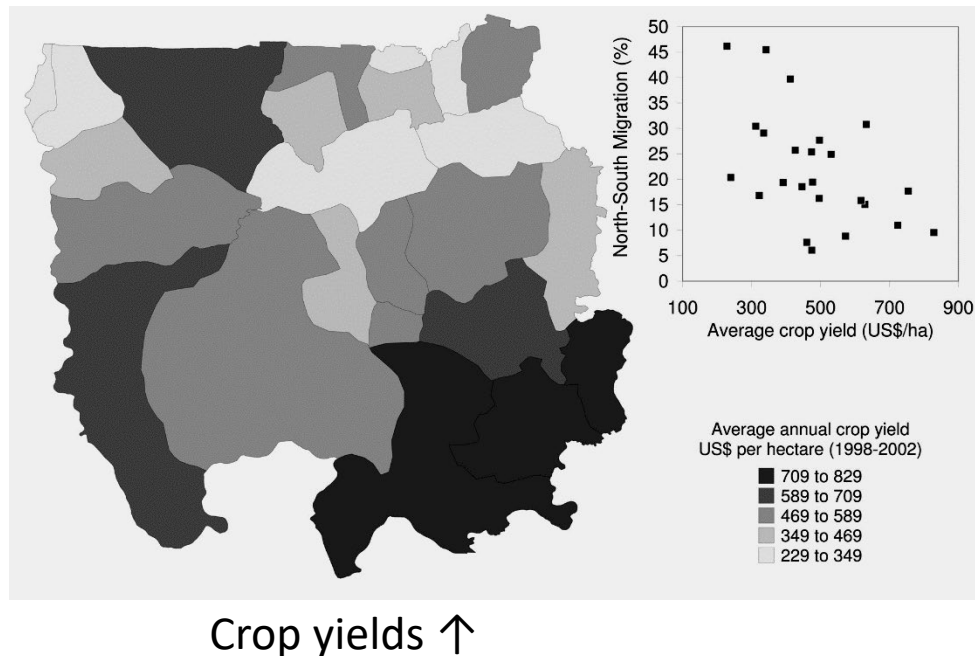 50
45
40
35
30
25
20
15
10
5
0
North-South Migration (%)
100 300 500 700 900
Average crop yield (US$/ha)
Average annual crop yield
US$ per hectare (1998-2002)
709 to 829
589 to 709
469 to 589
349 to 469
229 to 349
Crop yields ↑